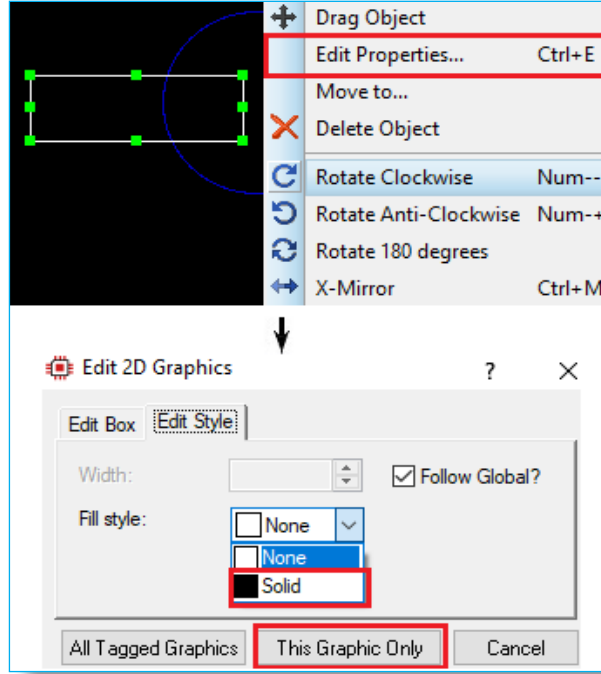 Drag Object
Edit Properties... Ctrl+E
Move to...
Delete Object
Rotate Clockwise Num--
Rotate Anti-Clockwise Num-+
Rotate 180 degrees
X-Mirror Ctrl+M
Edit 2D Graphics ?
Edit Box Edit Style
Width: Follow Global?
Fill style: None
None
Solid
All Tagged Graphics This Graphic Only Cancel